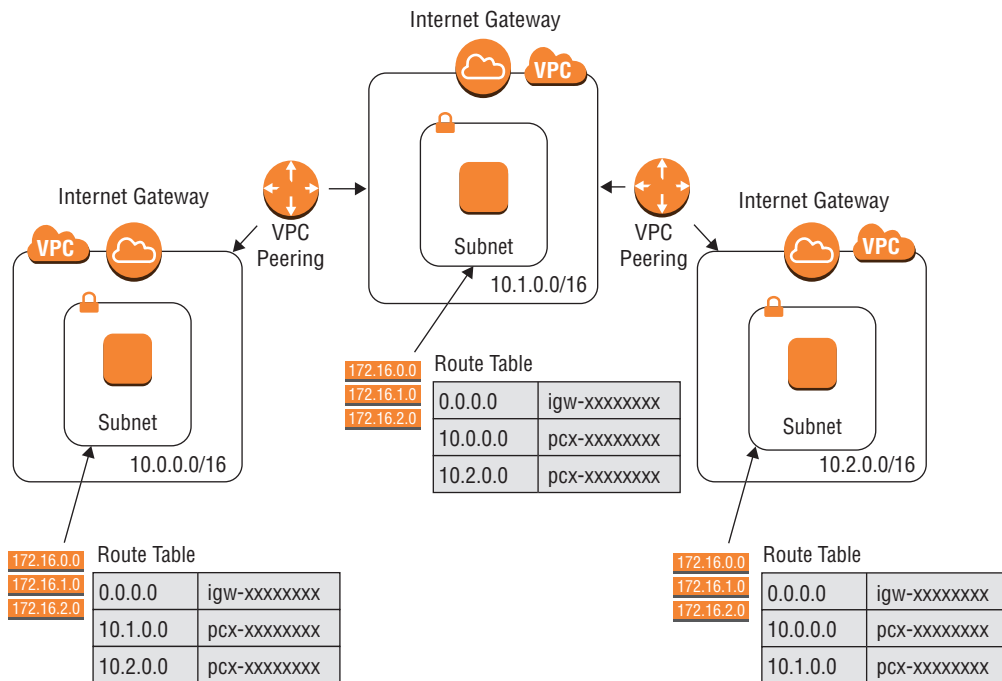 Internet Gateway
VPC
Subnet
10.1.0.0/16
VPC
Peering
VPC
Peering
Internet Gateway
VPC
Subnet
10.0.0.0/16
Internet Gateway
VPC
Subnet
10.2.0.0/16
172.16.0.0
172.16.1.0
172.16.2.0
Route Table
0.0.0.0 igw-xxxxxxxx
10.0.0.0 pcx-xxxxxxxx
10.2.0.0 pcx-xxxxxxxx
172.16.0.0
172.16.1.0
172.16.2.0
Route Table
0.0.0.0 igw-xxxxxxxx
10.1.0.0 pcx-xxxxxxxx
10.2.0.0 pcx-xxxxxxxx
172.16.0.0
172.16.1.0
172.16.2.0
Route Table
0.0.0.0 igw-xxxxxxxx
10.0.0.0 pcx-xxxxxxxx
10.1.0.0 pcx-xxxxxxxx